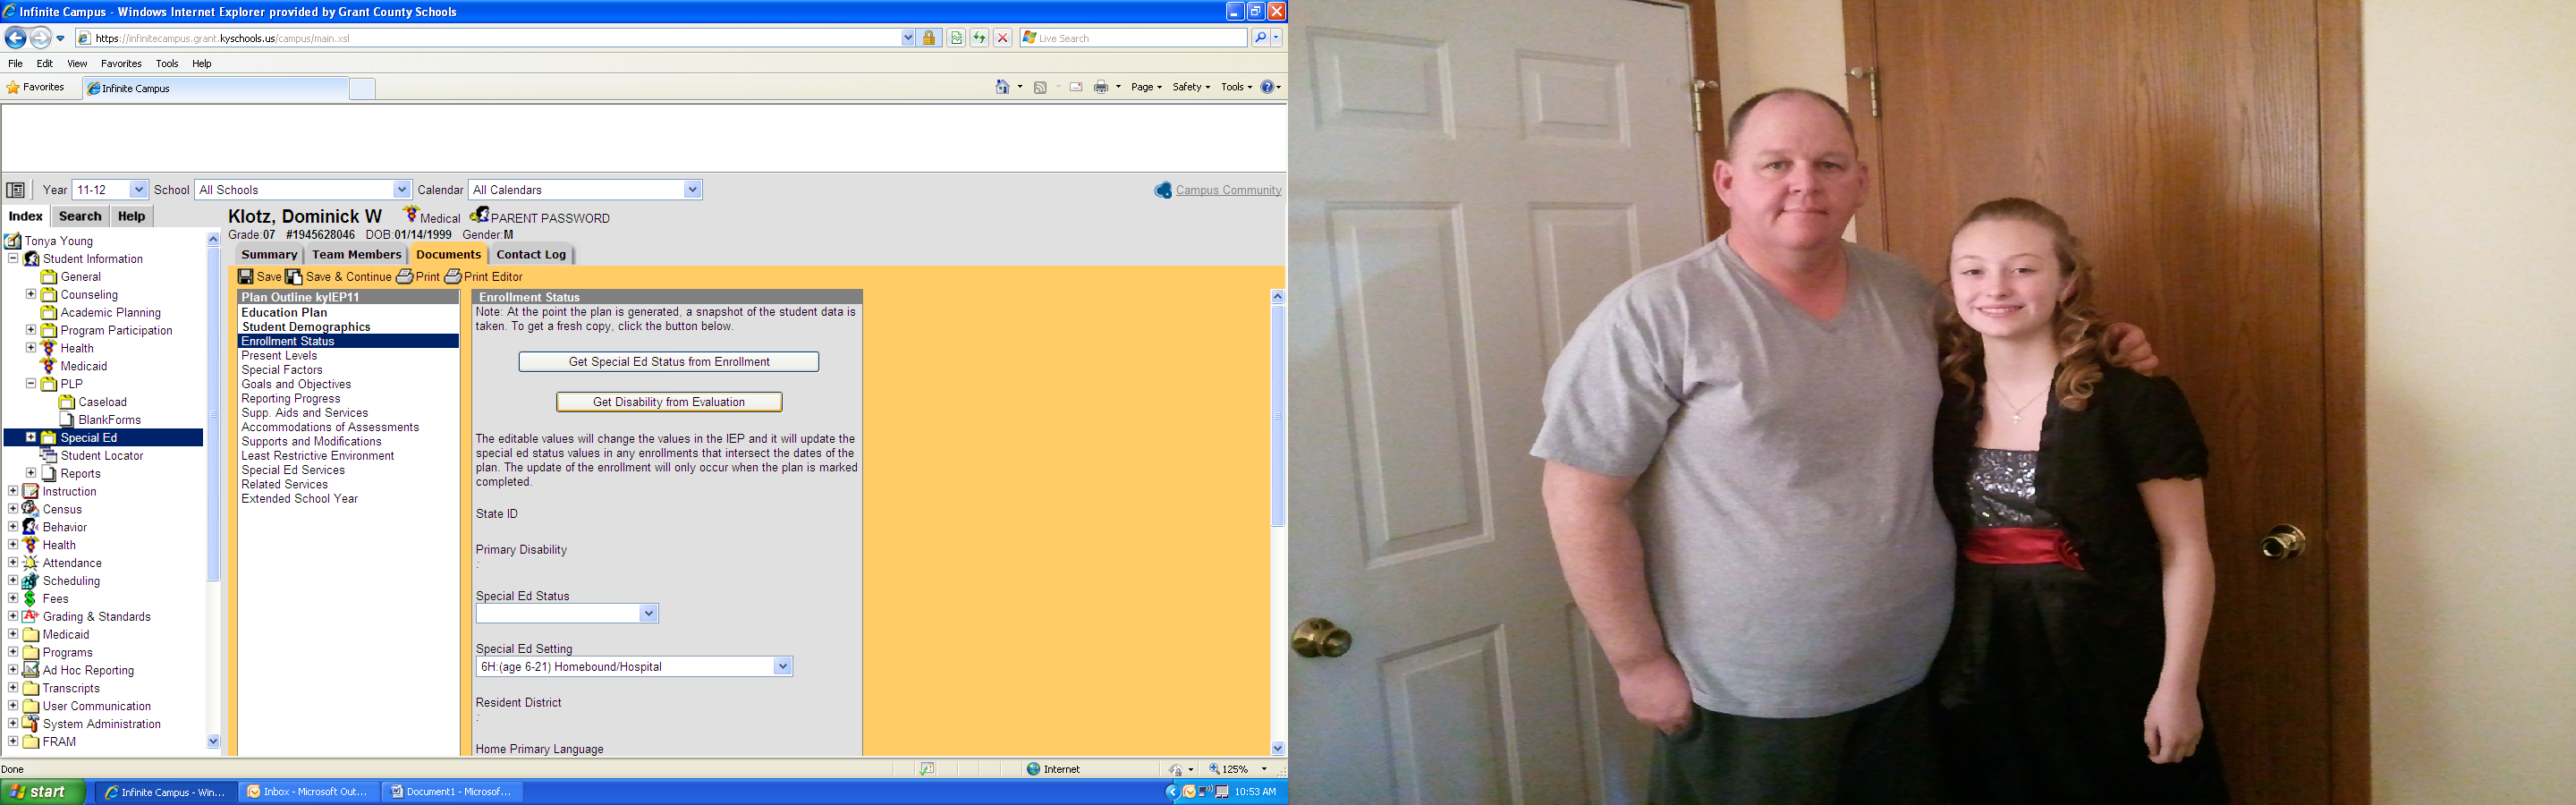 Infinite Campus - Windows Internet Explorer provided by Grant County Schools
https://infinitecampus.grant.kyschools.us/campus/main.xsl
Live Search
File Edit View Favorites Tools Help
Favorites Infinite Campus Page Safety Tools
Year 11-12 School All Schools Calendar All Calendars Campus Community
Index Search Help
Tonya Young
Student Information
General
Counseling
Academic Planning
Program Participation
Health
Medicaid
PLP
Caseload
BlankForms
Special Ed
Student Locator
Reports
Instruction
Census
Behavior
Health
Attendance
Scheduling
Fees
Grading & Standards
Medicaid
Programs
Ad Hoc Reporting
Transcripts
User Communication
System Administration
FRAM
Klotz, Dominick W Medical PARENT PASSWORD
Grade:07 #1945628046 DOB:01/14/1999 Gender:M
Summary Team Members Documents Contact Log
Save Save & Continue Print Print Editor
Plan Outline kyIEP11
Education Plan
Student Demographics
Enrollment Status
Present Levels
Special Factors
Goals and Objectives
Reporting Progress
Supp. Aids and Services
Accommodations of Assessments
Supports and Modifications
Least Restrictive Environment
Special Ed Services
Related Services
Extended School Year
Enrollment Status
Note: At the point the plan is generated, a snapshot of the student data is
taken. To get a fresh copy, click the button below.
Get Special Ed Status from Enrollment
Get Disability from Evaluation
The editable values will change the values in the IEP and it will update the
special ed status values in any enrollments that intersect the dates of the
plan. The update of the enrollment will only occur when the plan is marked
completed.
State ID
Primary Disability
:
Special Ed Status
Special Ed Setting
6H:(age 6-21) Homebound/Hospital
Resident District
:
Home Primary Language
Done Internet 125%
start Infinite Campus - Win... Inbox - Microsoft Out... Document1 - Microsof... 10:53 AM